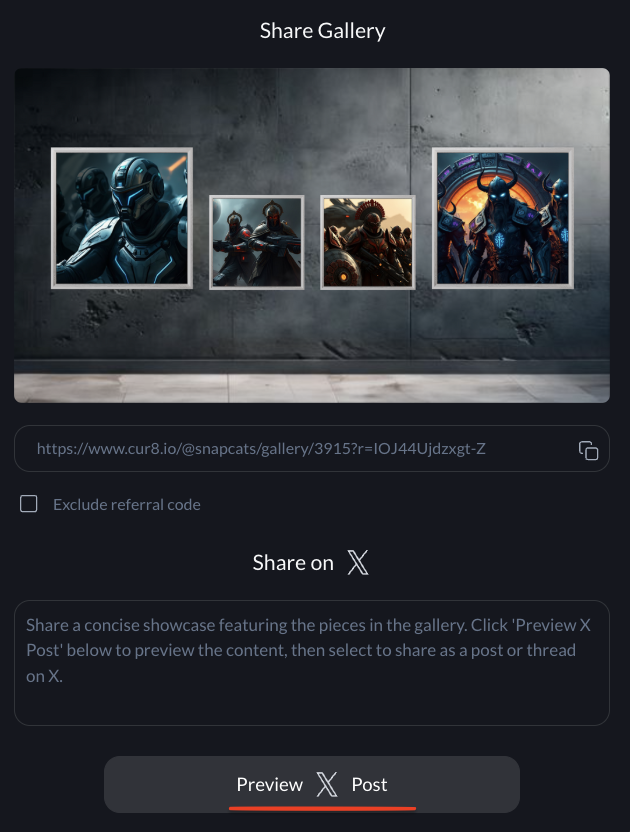 Share Gallery
https://www.cur8.io/@snapcats/gallery/3915?r=IOJ44Ujdzxgt-Z
Exclude referral code
Share on X
Share a concise showcase featuring the pieces in the gallery. Click 'Preview X
Post' below to preview the content, then select to share as a post or thread
on X.
Preview X Post